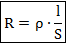 R = ρ · l/S